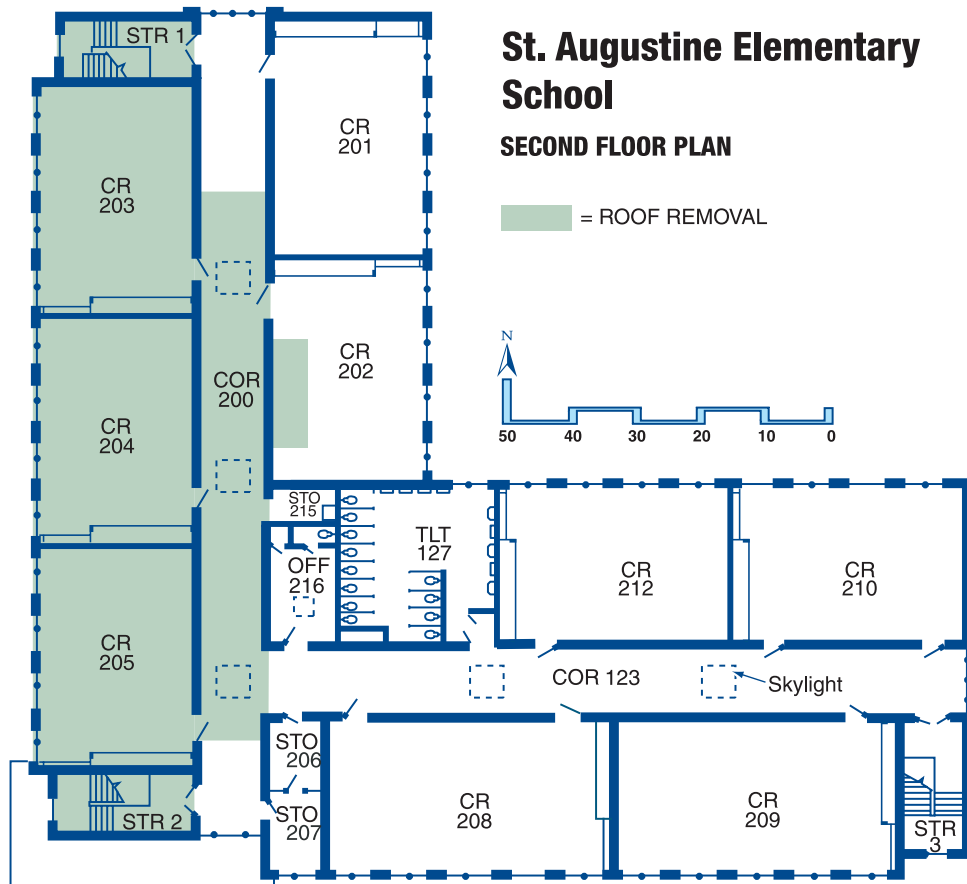 St. Augustine Elementary
School
SECOND FLOOR PLAN
= ROOF REMOVAL
STR 1
CR
201
CR
203
CR
202
COR
200
N
50 40 30 20 10 0
CR
204
STO
215
TLT
127
OFF
216
CR
212
CR
210
CR
205
COR 123
Skylight
STO
206
STO
207
CR
208
CR
209
STR 2
STR
3